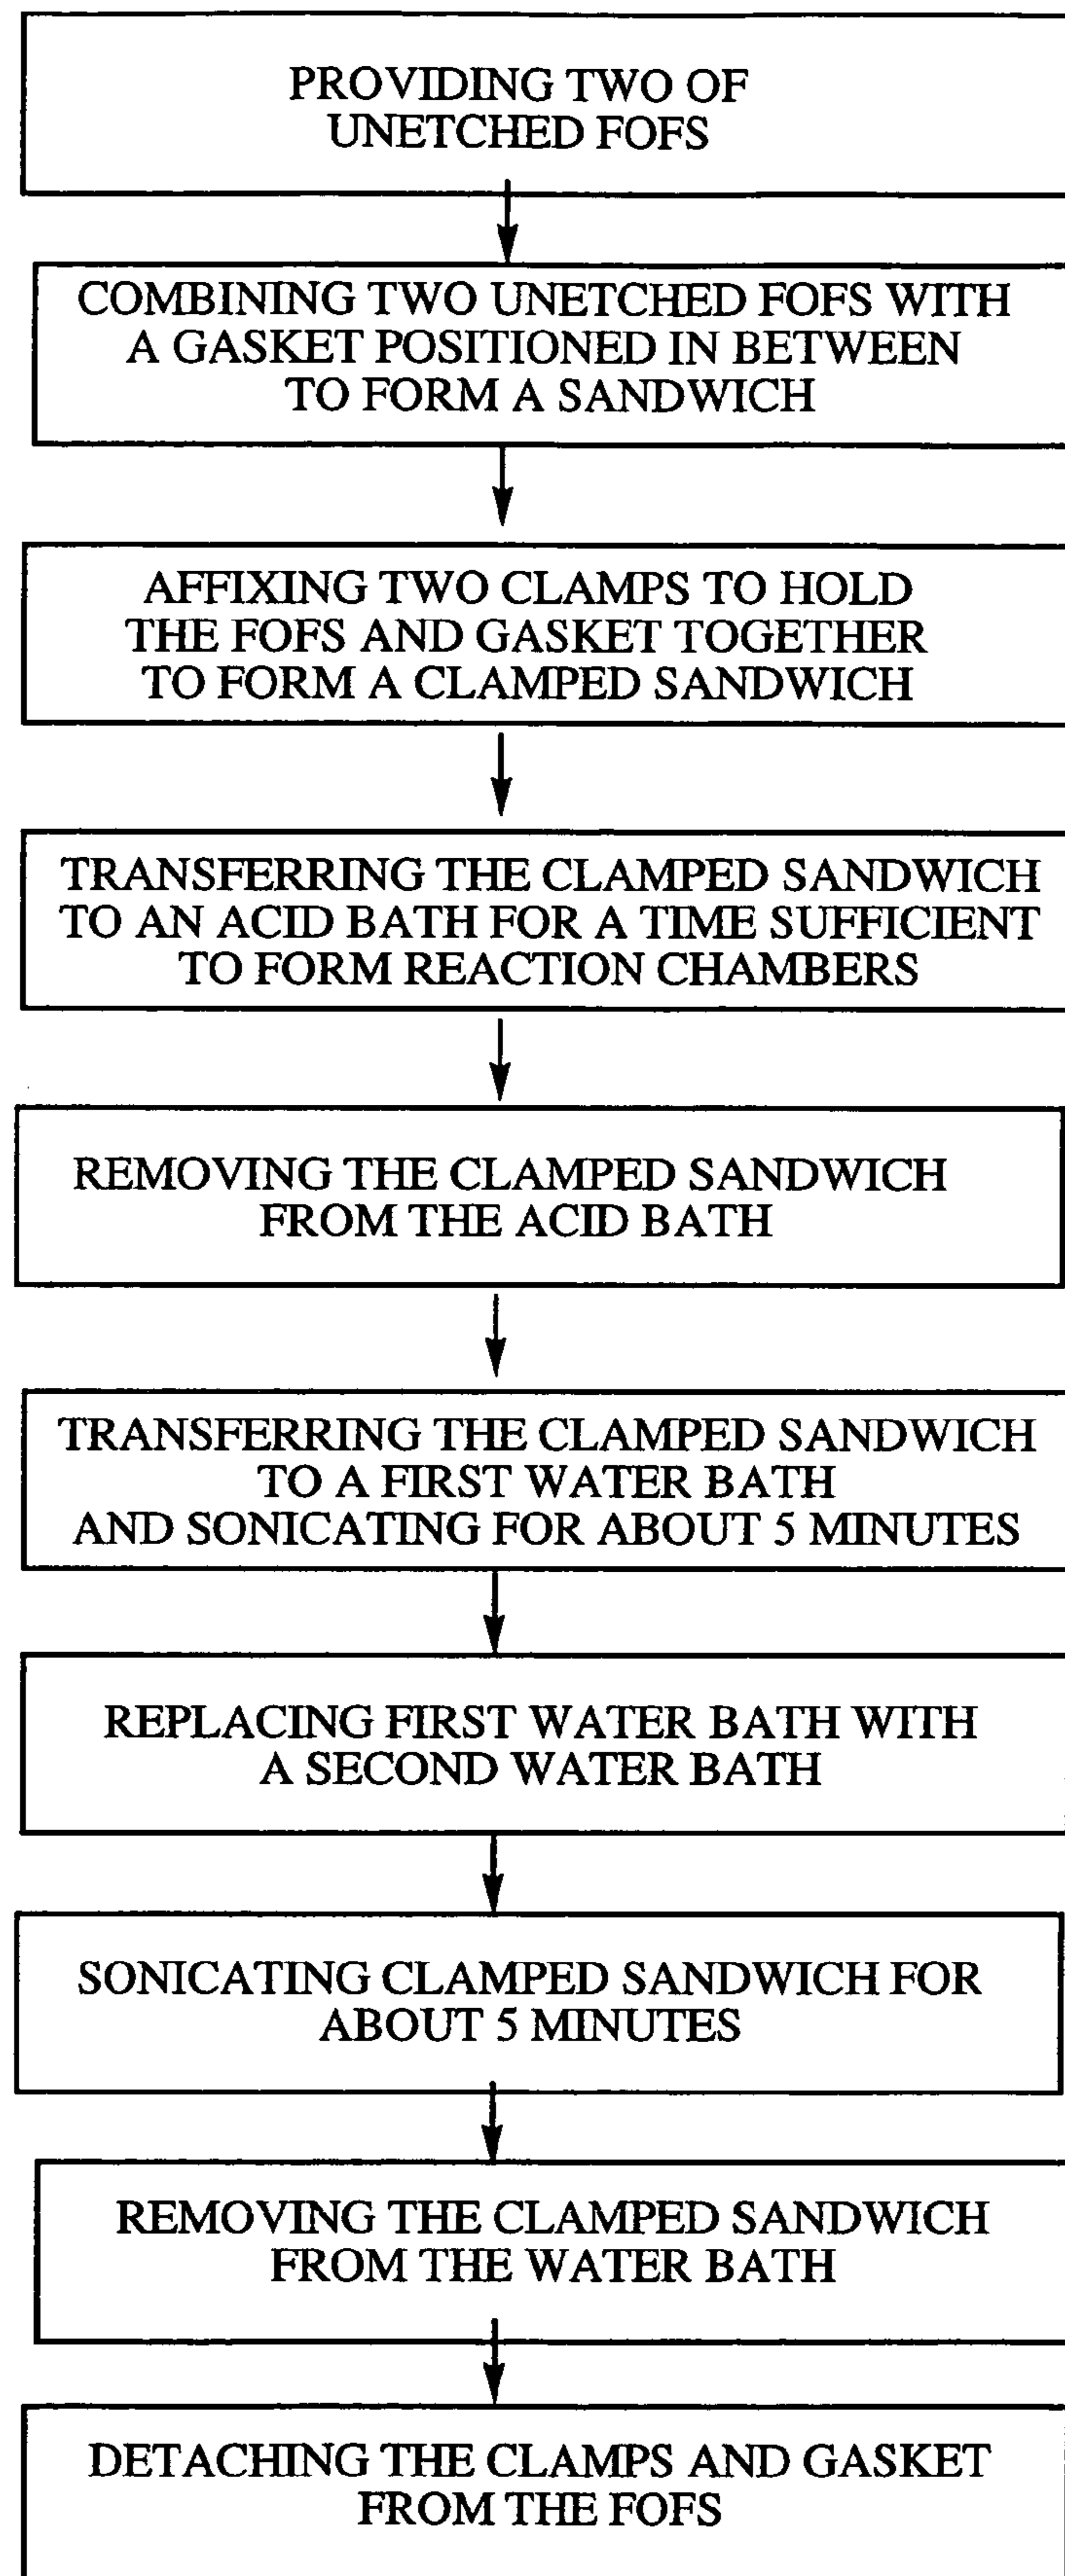 PROVIDING TWO OF
UNETCHED FOFS
COMBINING TWO UNETCHED FOFS WITH
A GASKET POSITIONED IN BETWEEN
TO FORM A SANDWICH
AFFIXING TWO CLAMPS TO HOLD
THE FOFS AND GASKET TOGETHER
TO FORM A CLAMPED SANDWICH
TRANSFERRING THE CLAMPED SANDWICH
TO AN ACID BATH FOR A TIME SUFFICIENT
TO FORM REACTION CHAMBERS
REMOVING THE CLAMPED SANDWICH
FROM THE ACID BATH
TRANSFERRING THE CLAMPED SANDWICH
TO A FIRST WATER BATH
AND SONICATING FOR ABOUT 5 MINUTES
REPLACING FIRST WATER BATH WITH
A SECOND WATER BATH
SONICATING CLAMPED SANDWICH FOR
ABOUT 5 MINUTES
REMOVING THE CLAMPED SANDWICH
FROM THE WATER BATH
DETACHING THE CLAMPS AND GASKET
FROM THE FOFS